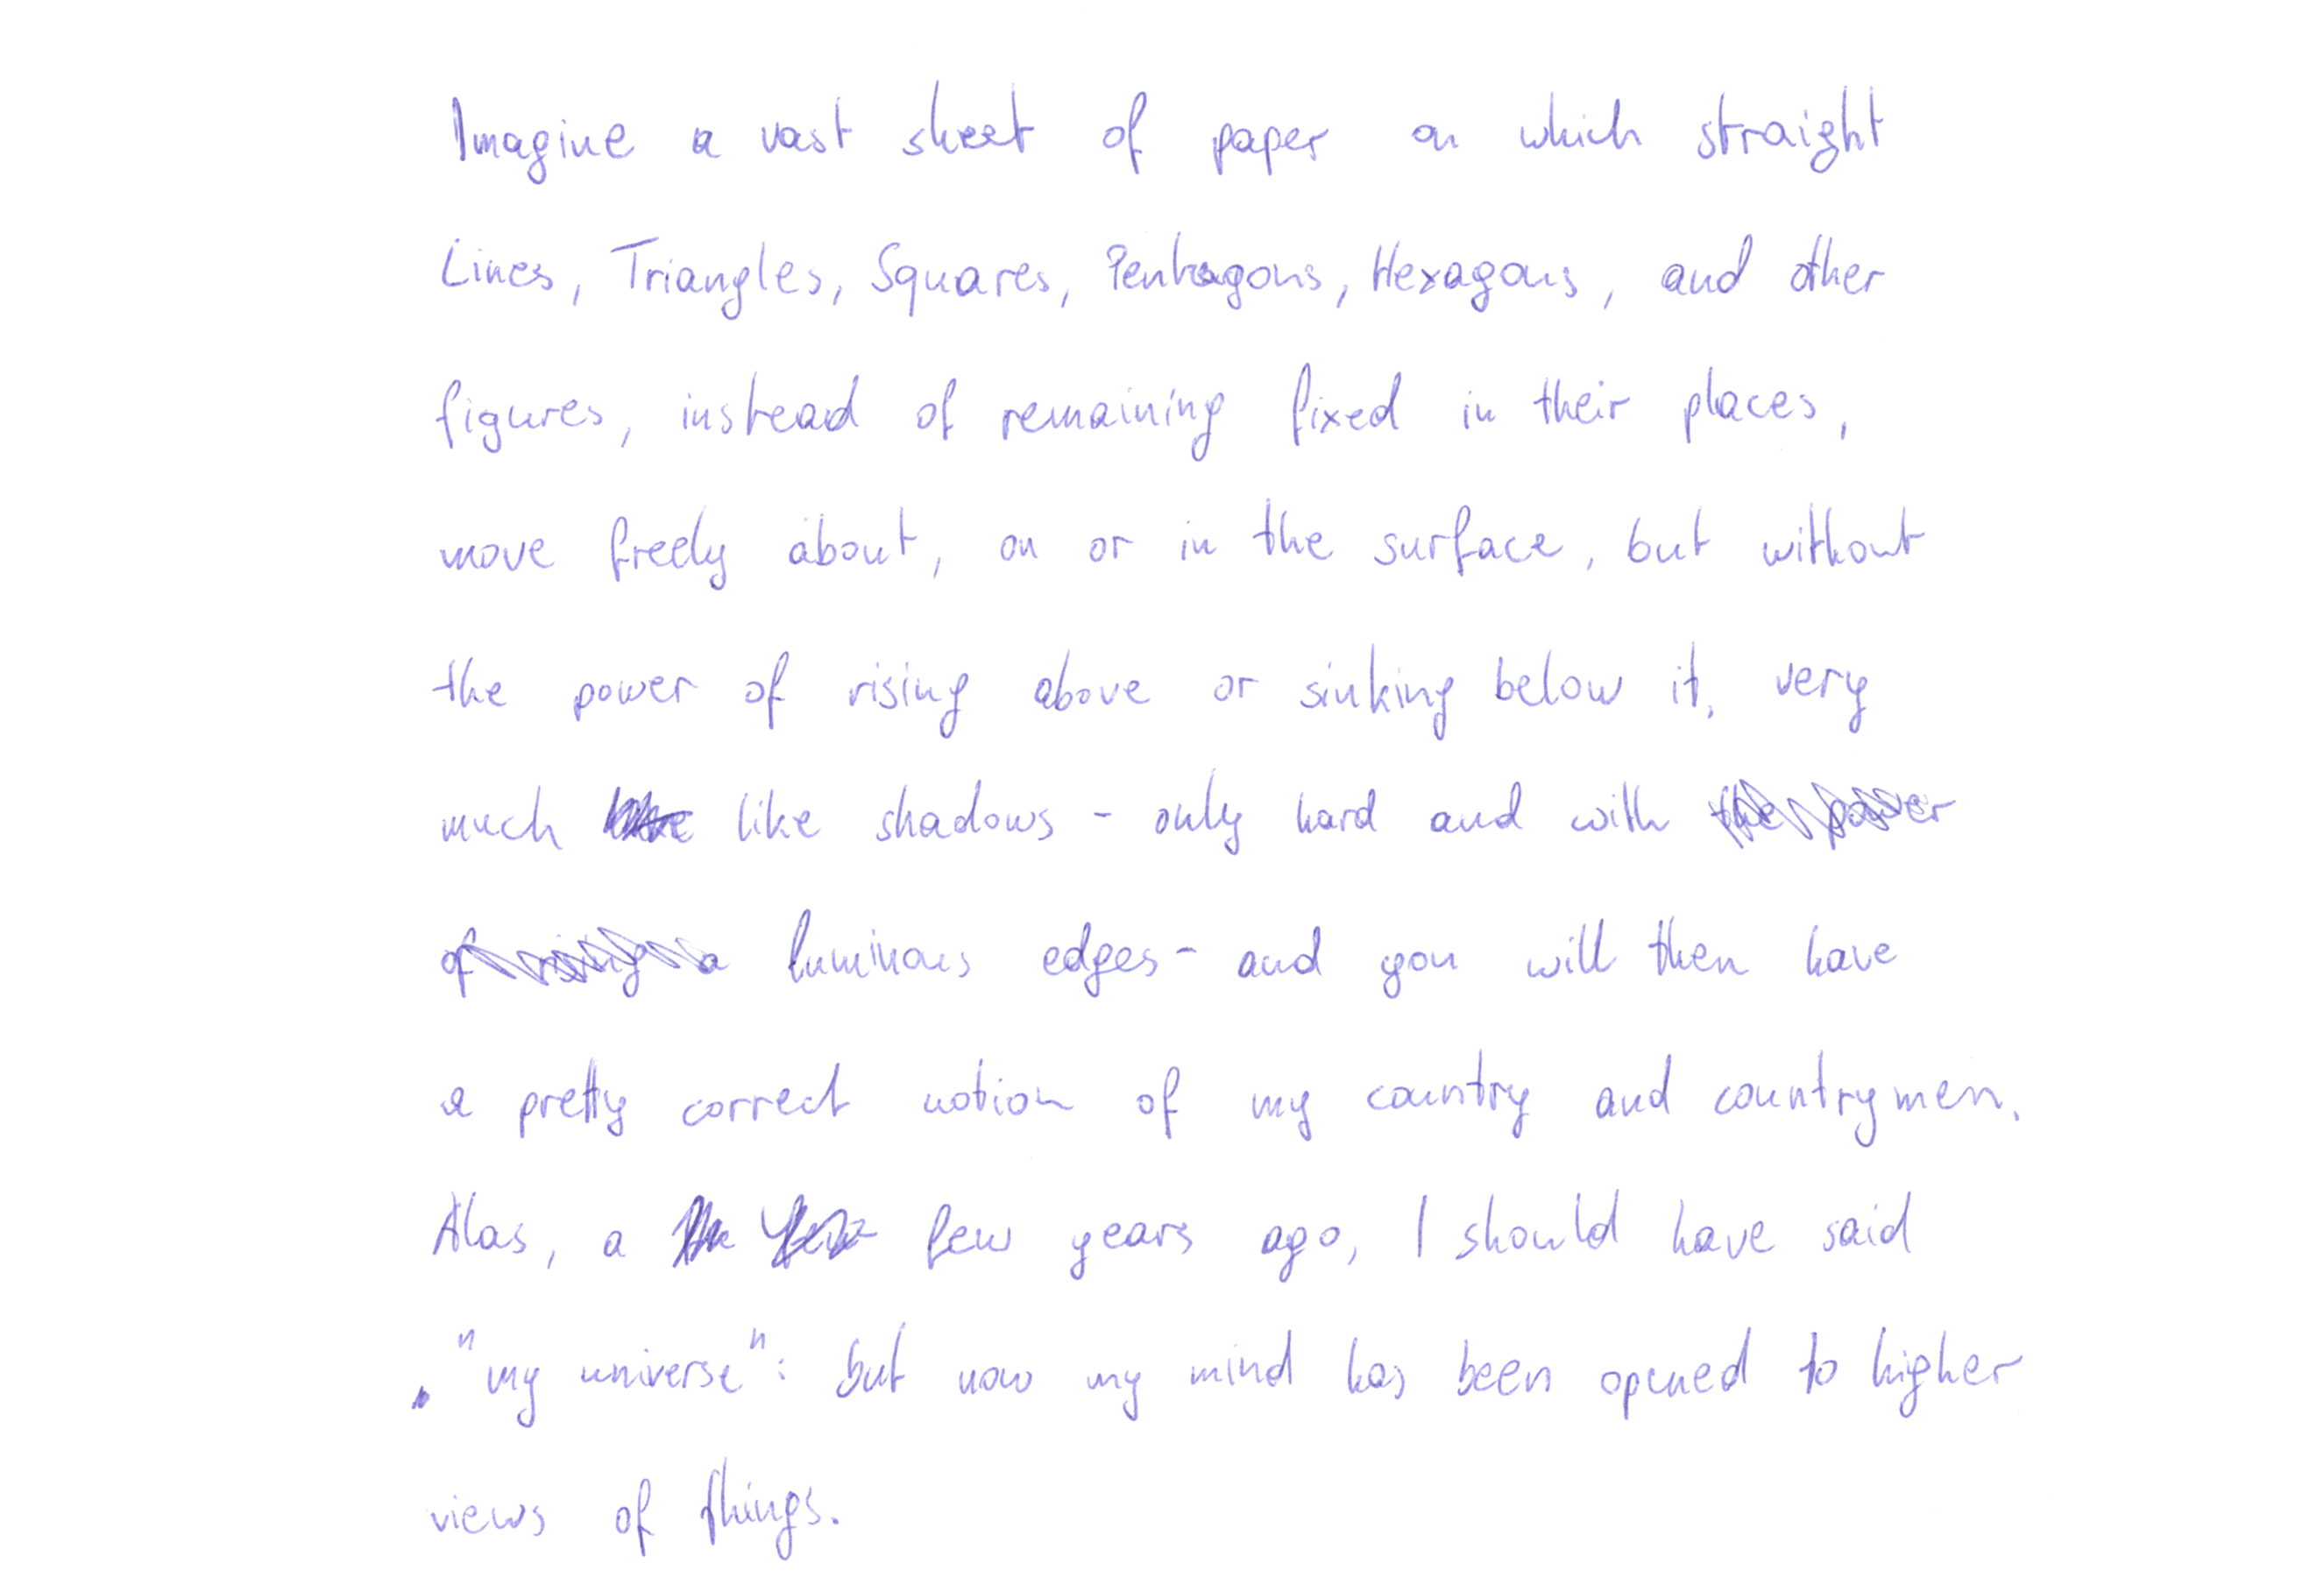 Imagine a vast sheet of paper on which straight
Lines, Triangles, Squares, Pentagons, Hexagons, and other
figures, instead of remaining fixed in their places,
move freely about, on or in the surface, but without
the power of rising above or sinking below it, very
much like shadows - only hard and with the power
of rising a luminous edges - and you will then have
a pretty correct notion of my country and countrymen.
Alas, a few years ago, I should have said
"my universe": but now my mind has been opened to higher
views of things.